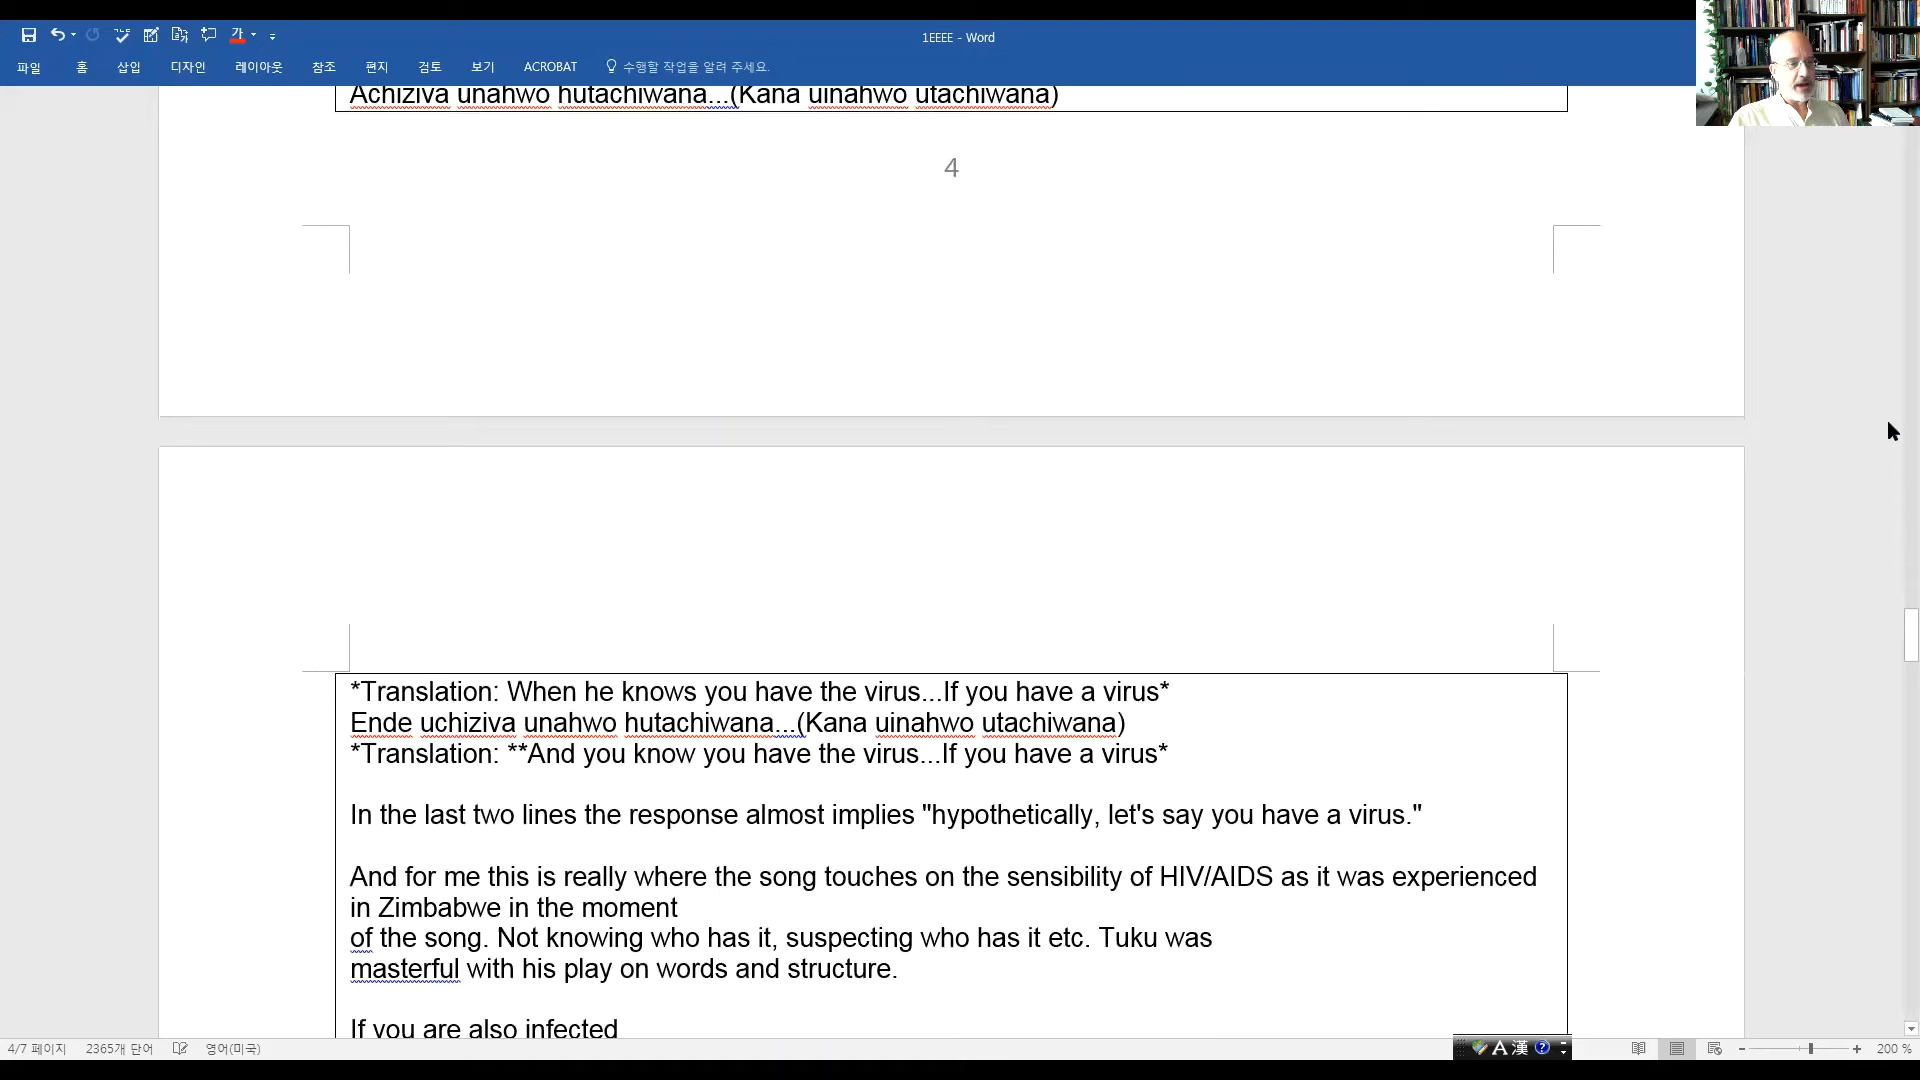 1EEEE - Word
파일 홈 삽입 디자인 레이아웃 참조 편지 검토 보기 ACROBAT 수행할 작업을 알려 주세요.
Achiziva unahwo hutachiwana...(Kana uinahwo utachiwana)
4
*Translation: When he knows you have the virus...If you have a virus*
Ende uchiziva unahwo hutachiwana...(Kana uinahwo utachiwana)
*Translation: **And you know you have the virus...If you have a virus*
In the last two lines the response almost implies "hypothetically, let's say you have a virus."
And for me this is really where the song touches on the sensibility of HIV/AIDS as it was experienced
in Zimbabwe in the moment
of the song. Not knowing who has it, suspecting who has it etc. Tuku was
masterful with his play on words and structure.
If you are also infected
4/7 페이지 2365개 단어 영어(미국) A 漢 200 %